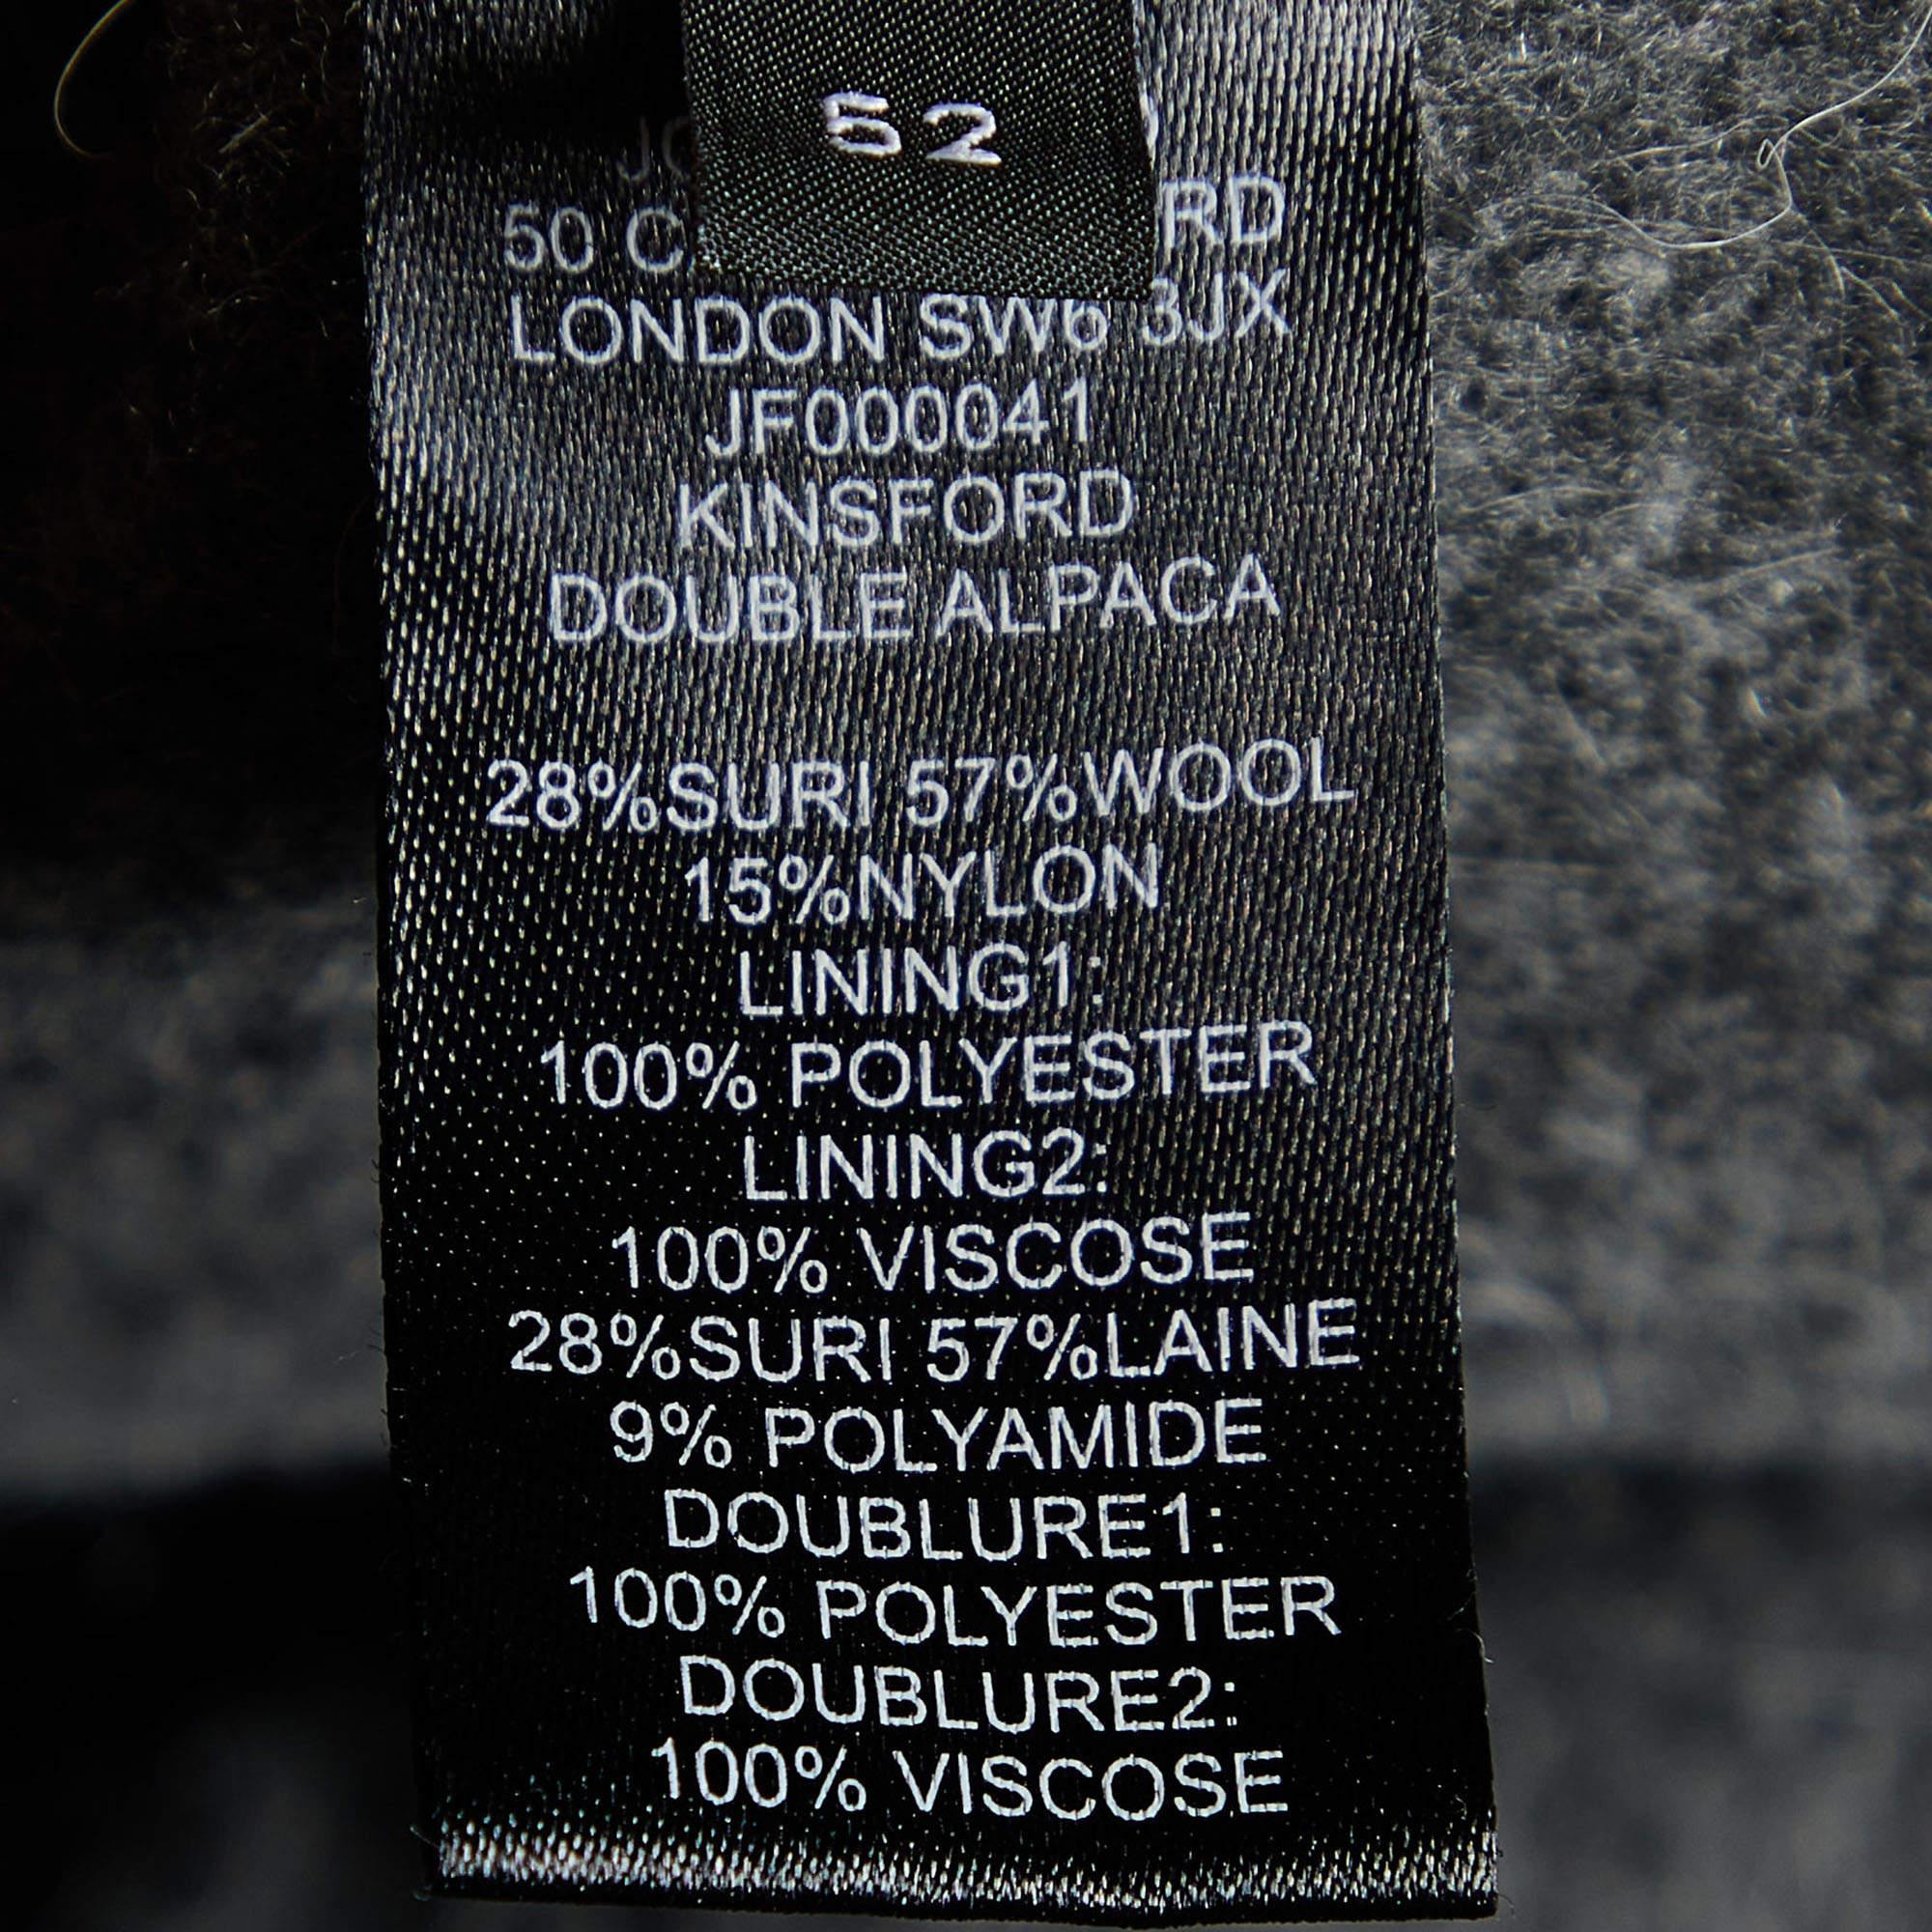 52
50
RD
LONDON SW6 3JX
JF000041
KINSFORD
DOUBLE ALPACA
28%SURI 57%WOOL
15%NYLON
LINING1:
100% POLYESTER
LINING2:
100% VISCOSE
28%SURI 57%LAINE
9% POLYAMIDE
DOUBLURE1:
100% POLYESTER
DOUBLURE2:
100% VISCOSE